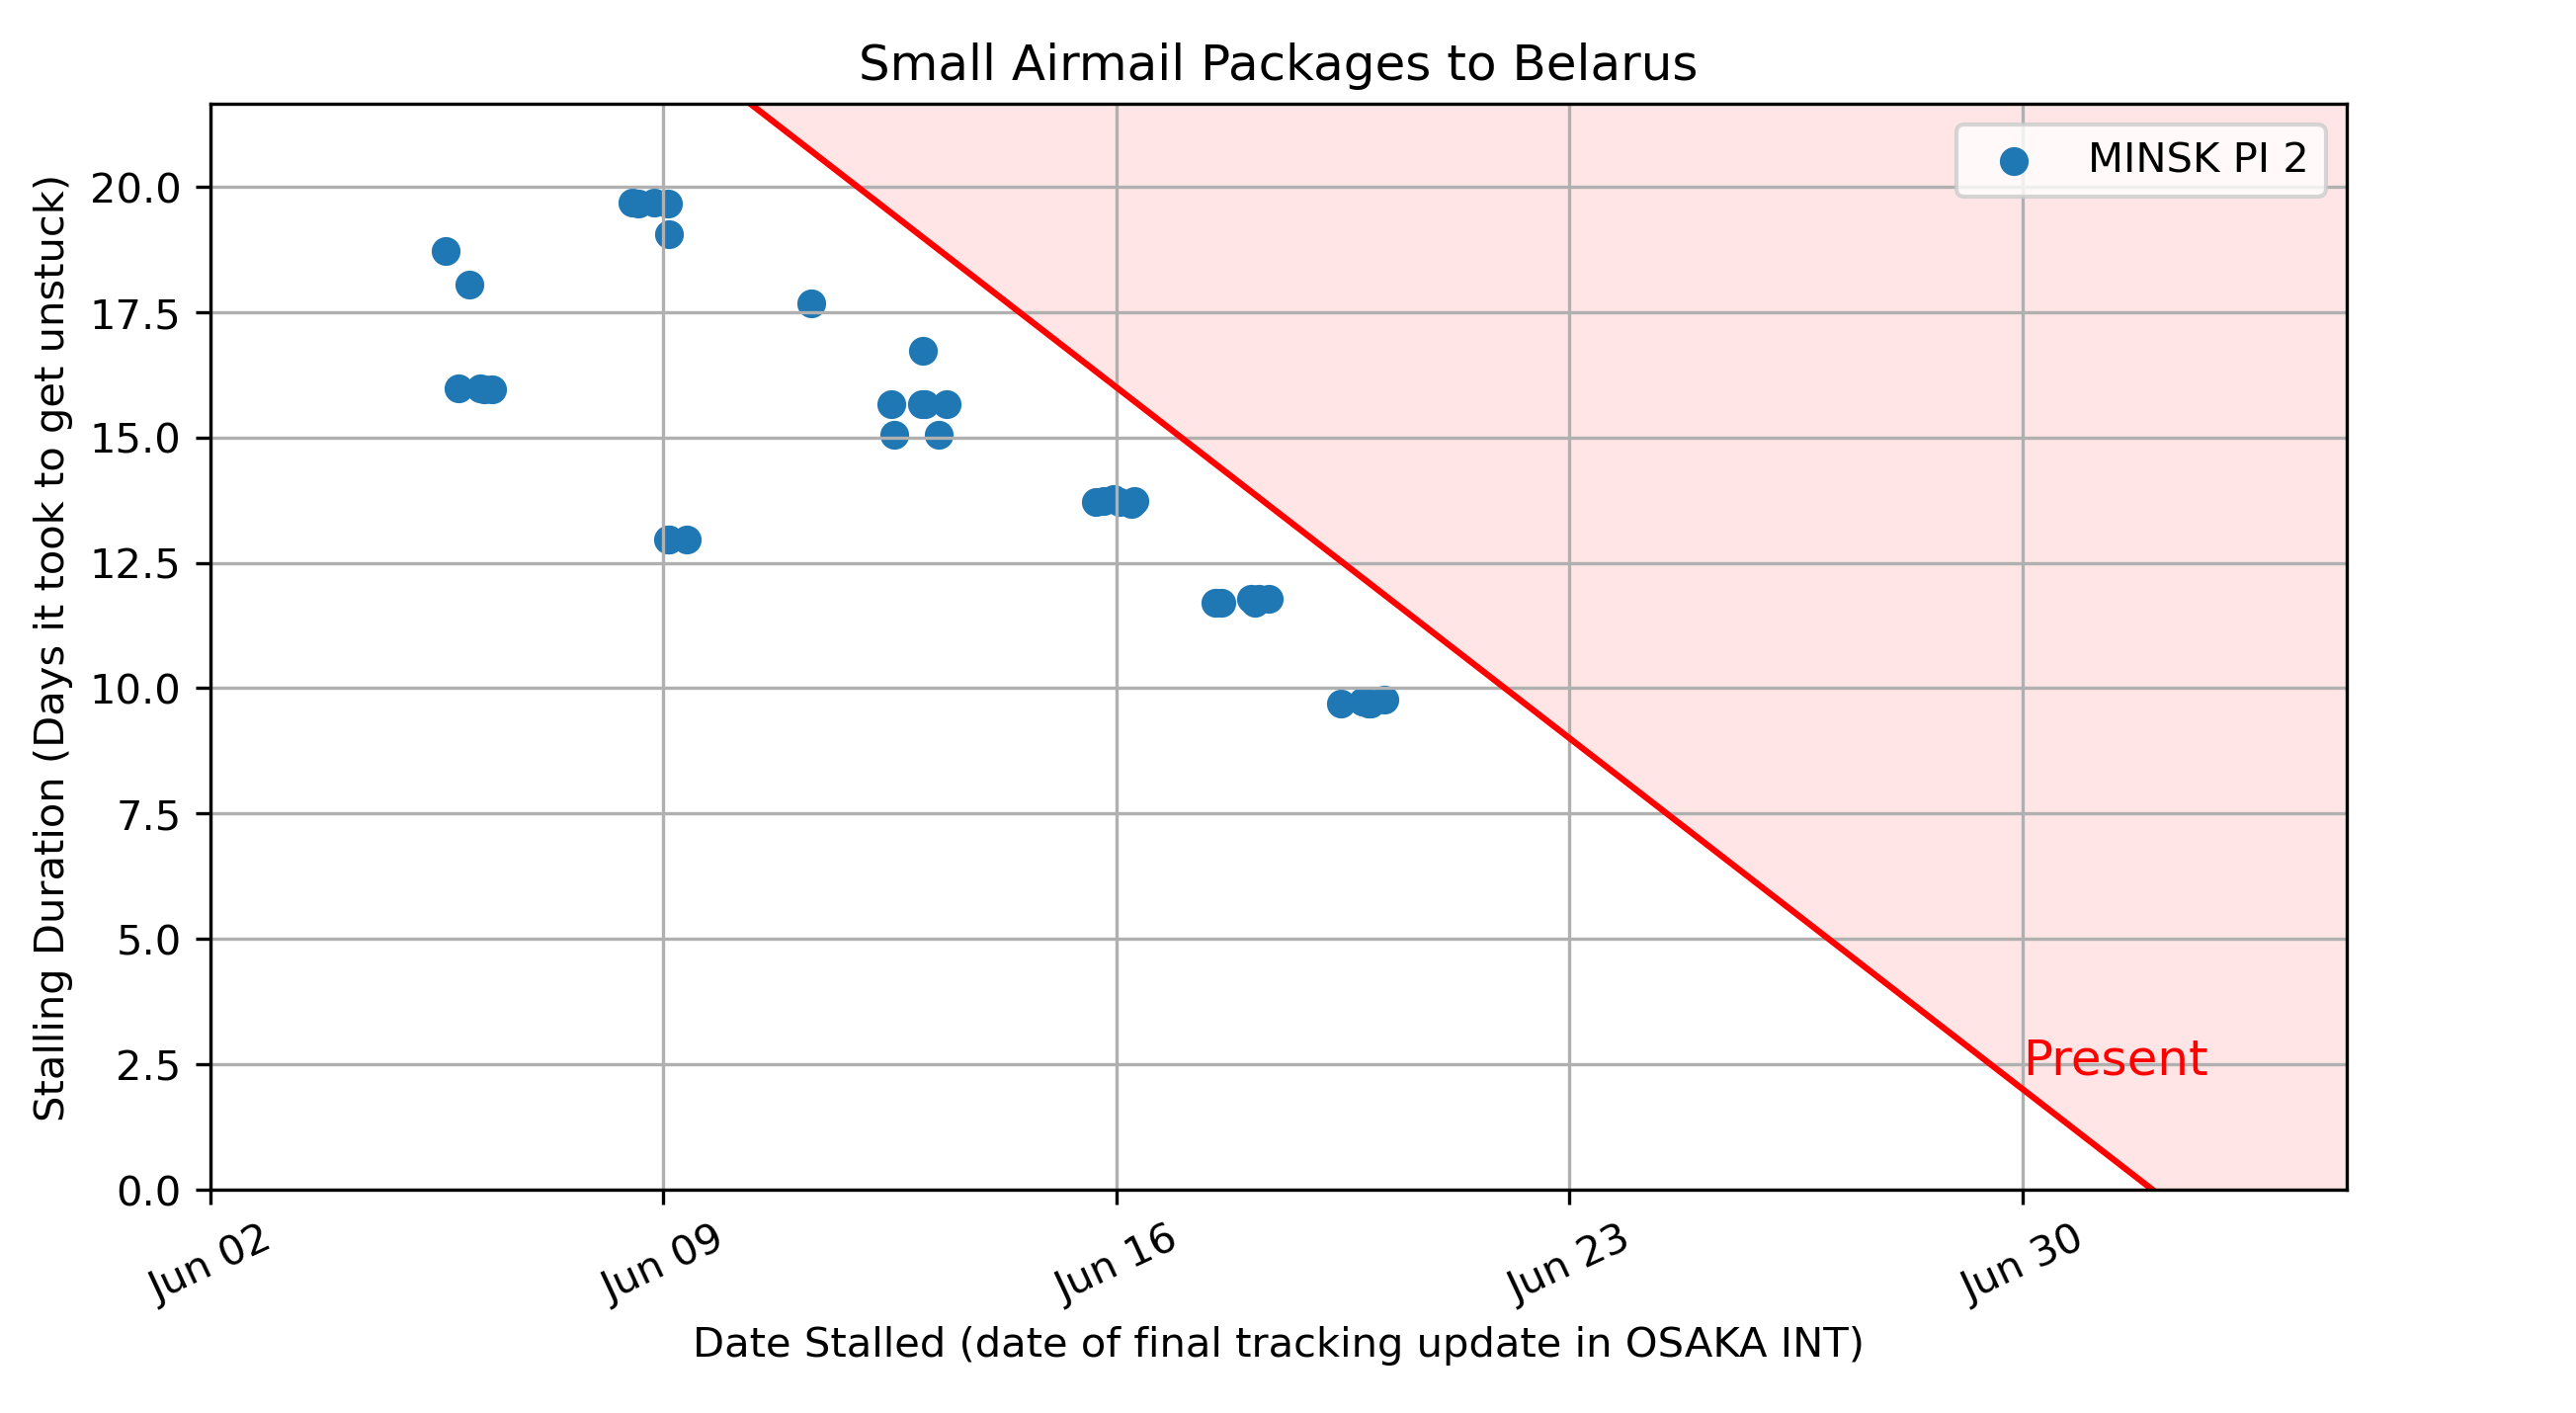 Small Airmail Packages to Belarus
MINSK PI 2
Stalling Duration (Days it took to get unstuck)
20.0
17.5
15.0
12.5
10.0
7.5
5.0
2.5
0.0
Present
Jun 02
Jun 09
Jun 16
Jun 23
Jun 30
Date Stalled (date of final tracking update in OSAKA INT)